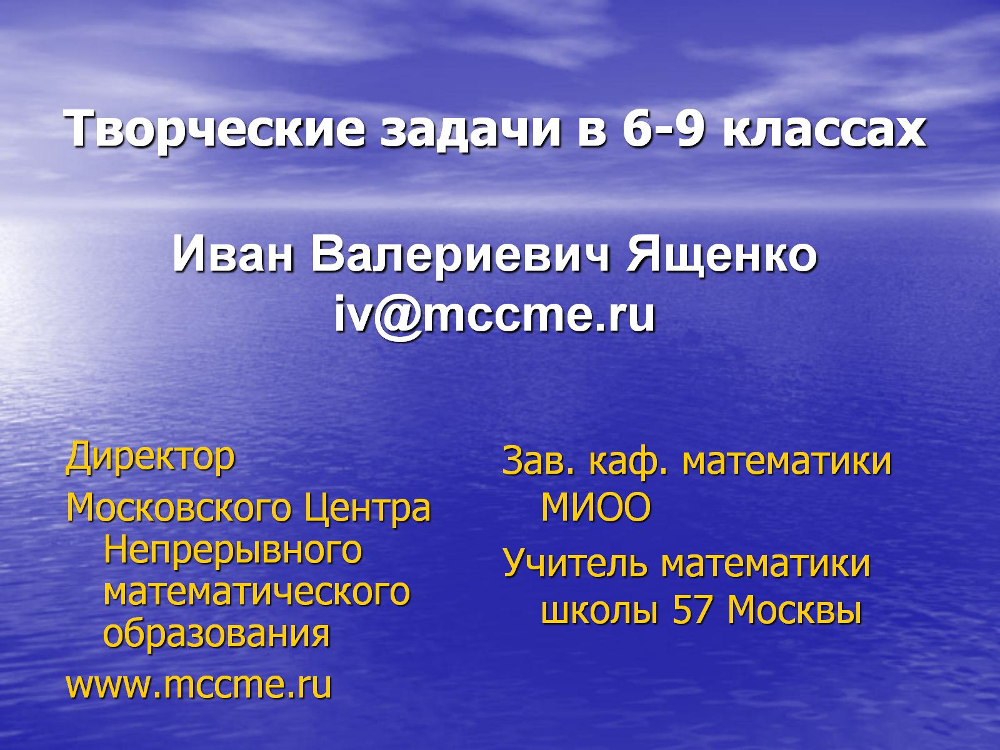 Творческие задачи в 6-9 классах
Иван Валериевич Ященко
iv@mccme.ru
Директор
Московского Центра
Непрерывного
математического
образования
www.mccme.ru
Зав. каф. математики
МИОО
Учитель математики
школы 57 Москвы